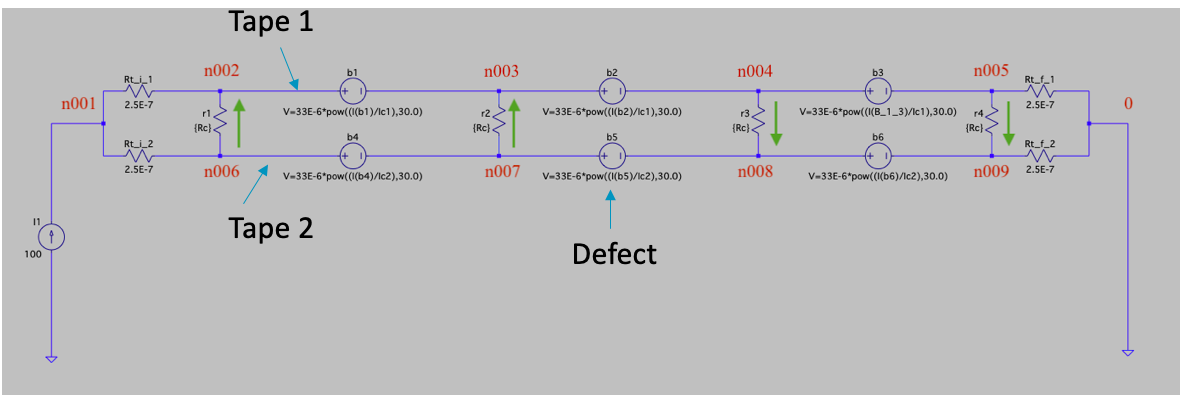 Tape 1
n002
n003
n004
n005
n001
0
Rt_i_1
2.5E-7
b1
b2
b3
Rt_f_1
2.5E-7
r1
{Rc}
V=33E-6*pow((I(b1)/Ic1),30.0)
r2
{Rc}
V=33E-6*pow((I(b2)/Ic1),30.0)
r3
{Rc}
V=33E-6*pow((I(B_1_3)/Ic1),30.0)
r4
{Rc}
Rt_i_2
2.5E-7
b4
b5
b6
Rt_f_2
2.5E-7
n006
V=33E-6*pow((I(b4)/Ic2),30.0)
n007
V=33E-6*pow((I(b5)/Ic2),30.0)
n008
V=33E-6*pow((I(b6)/Ic2),30.0)
n009
I1
100
Tape 2
Defect